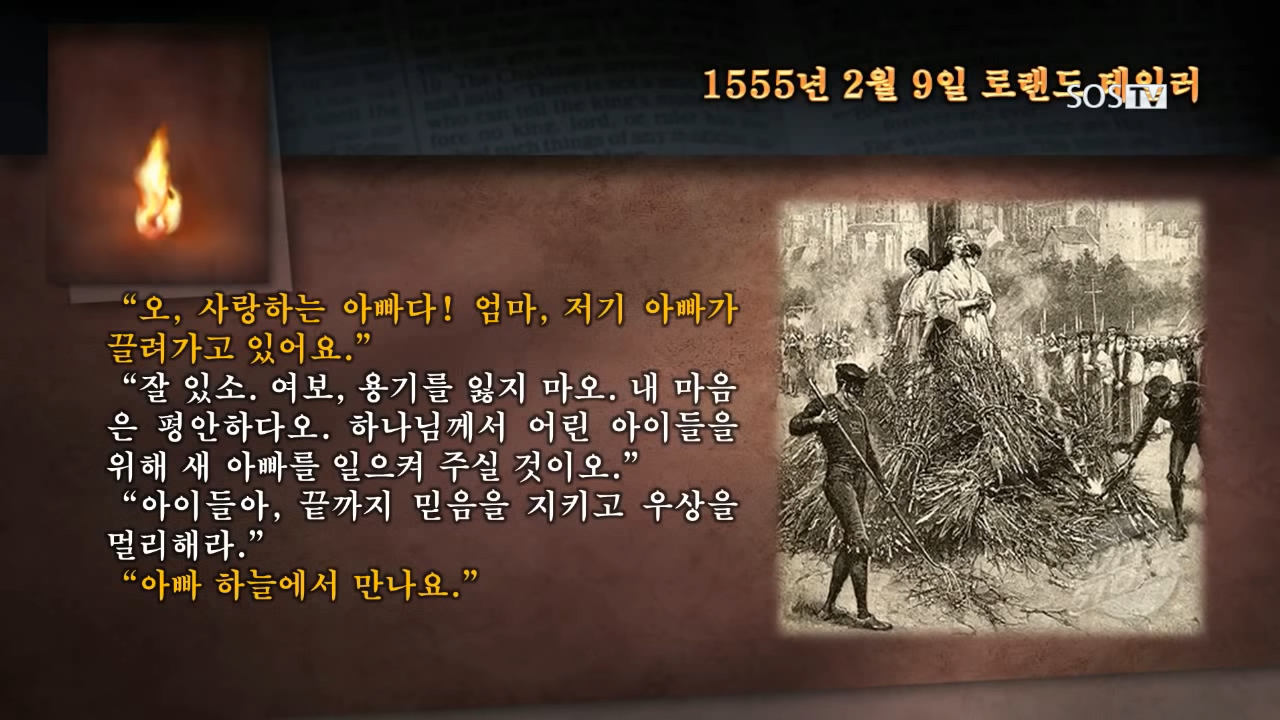 1555년 2월 9일 로랜드 테일러
SOSTV
“오, 사랑하는 아빠다! 엄마, 저기 아빠가
끌려가고 있어요.”
“잘 있소. 여보, 용기를 잃지 마오. 내 마음
은 평안하다오. 하나님께서 어린 아이들을
위해 새 아빠를 일으켜 주실 것이오.”
“아이들아, 끝까지 믿음을 지키고 우상을
멀리해라.”
“아빠 하늘에서 만나요.”